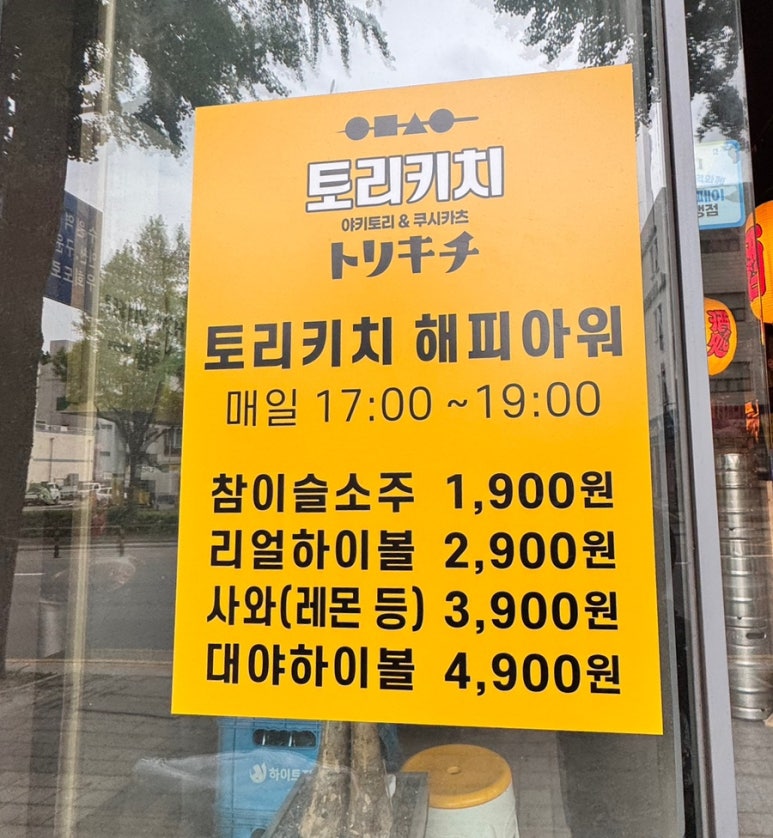 토리키치
야키토리 & 쿠시카츠
トリキチ
토리키치 해피아워
매일 17:00 ~19:00
참이슬소주 1,900원
리얼하이볼 2,900원
사와(레몬 등) 3,900원
대야하이볼 4,900원
하이트